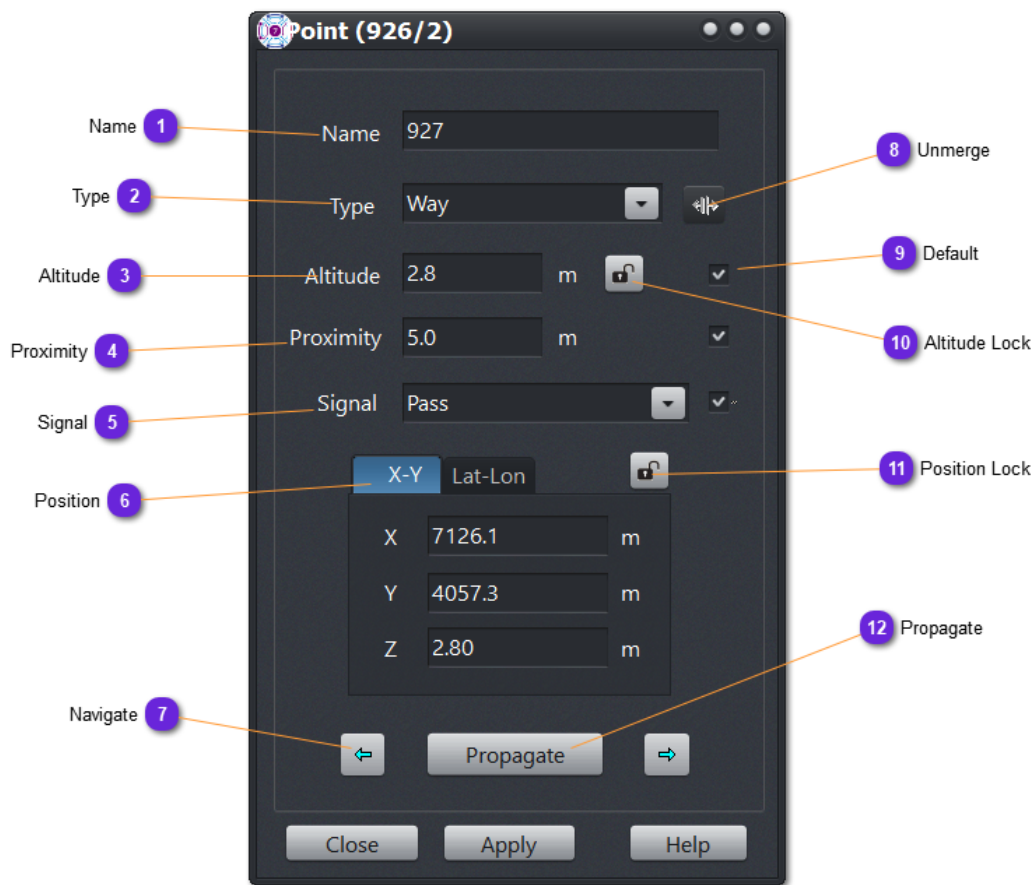 Point (926/2)
Name 1 Name 927
8 Unmerge
Type 2 Type Way
9 Default
Altitude 3 Altitude 2.8 m
Proximity 4 Proximity 5.0 m
10 Altitude Lock
Signal 5 Signal Pass
X-Y Lat-Lon
11 Position Lock
Position 6
X 7126.1 m
Y 4057.3 m
12 Propagate
Z 2.80 m
Navigate 7
Propagate
Close Apply Help